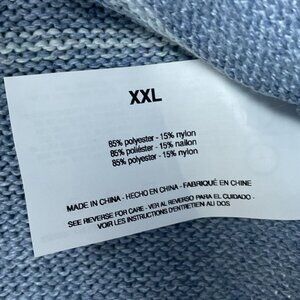 XXL
85% polyester - 15% nylon
85% poliéster - 15% nailon
85% polyester - 15% nylon
MADE IN CHINA - HECHO EN CHINA - FABRIQUÉ EN CHINE
SEE REVERSE FOR CARE - VER AL REVERSO PARA EL CUIDADO -
VOIR LES INSTRUCTIONS D'ENTRETIEN AU DOS